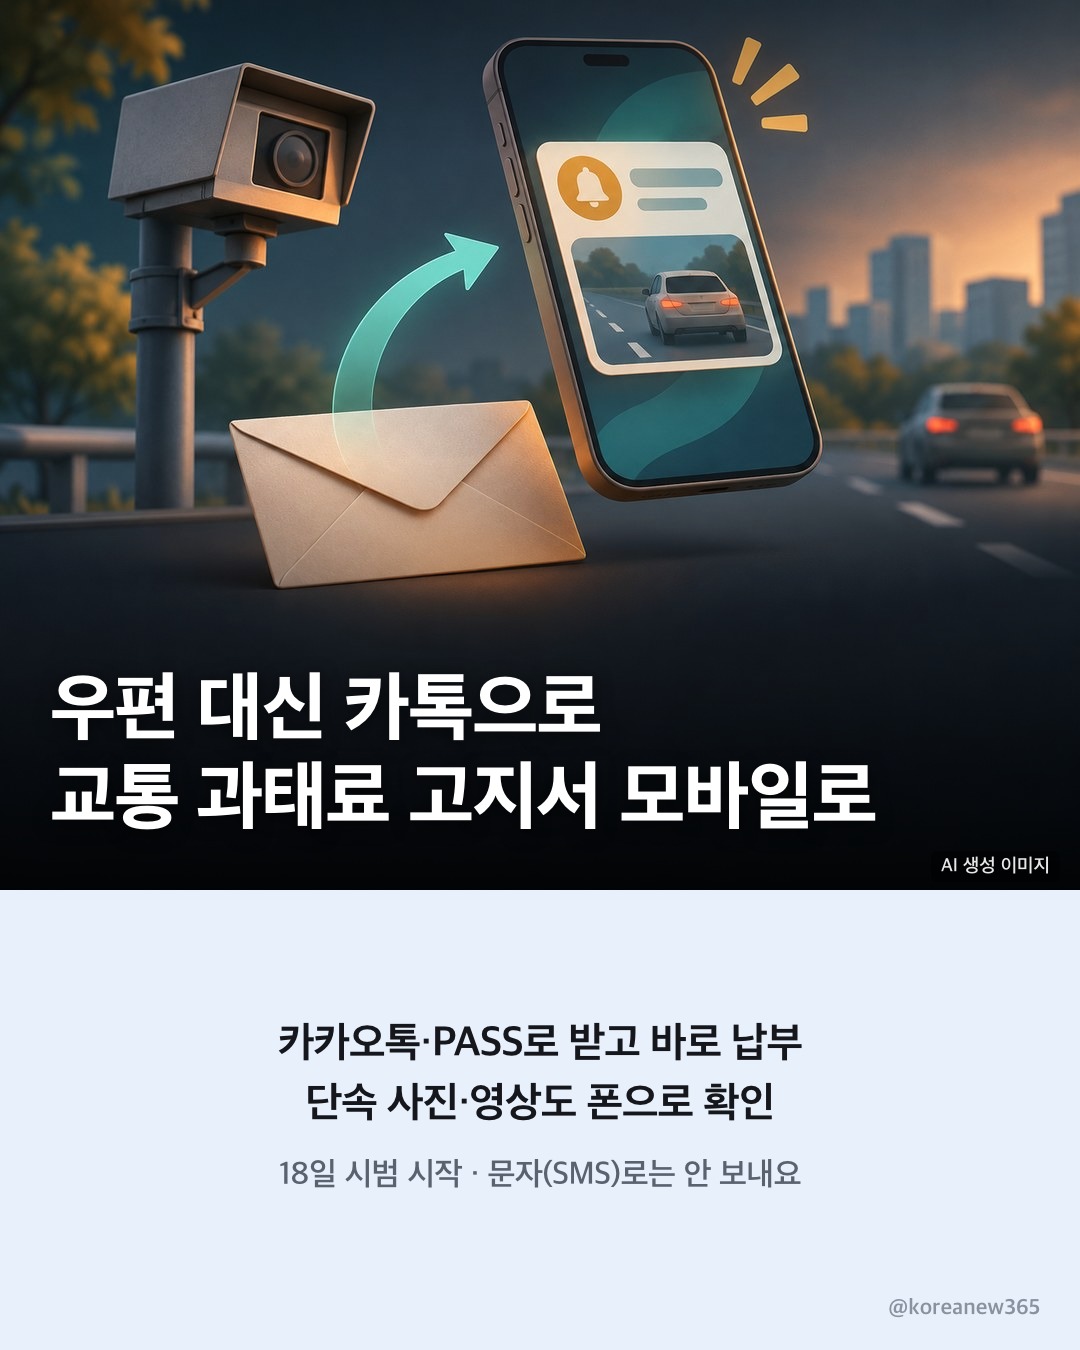 우편 대신 카톡으로
교통 과태료 고지서 모바일로
AI 생성 이미지
카카오톡·PASS로 받고 바로 납부
단속 사진·영상도 폰으로 확인
18일 시범 시작 · 문자(SMS)로는 안 보내요
@koreanew365